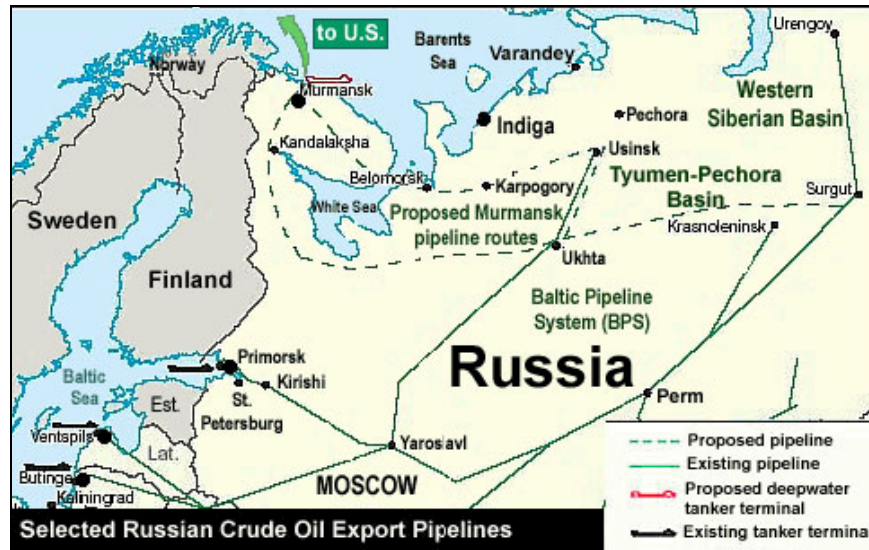 to U.S.
Barents
Sea
Varandey
Urengoy
Norway
Murmansk
Western
Siberian Basin
Pechora
Indiga
Kandalaksha
Usinsk
Belomorsk
Karpogory
Tyumen-Pechora
Basin
Surgut
White Sea
Proposed Murmansk
pipeline routes
Krasnoleninsk
Sweden
Ukhta
Finland
Baltic Pipeline
System (BPS)
Primorsk
Russia
Baltic
Sea
Kirishi
St.
Petersburg
Est.
Perm
Ventspils
Lat.
Yaroslavl
Butinge
MOSCOW
Kaliningrad
Proposed pipeline
Existing pipeline
Proposed deepwater
tanker terminal
Existing tanker termina
Selected Russian Crude Oil Export Pipelines